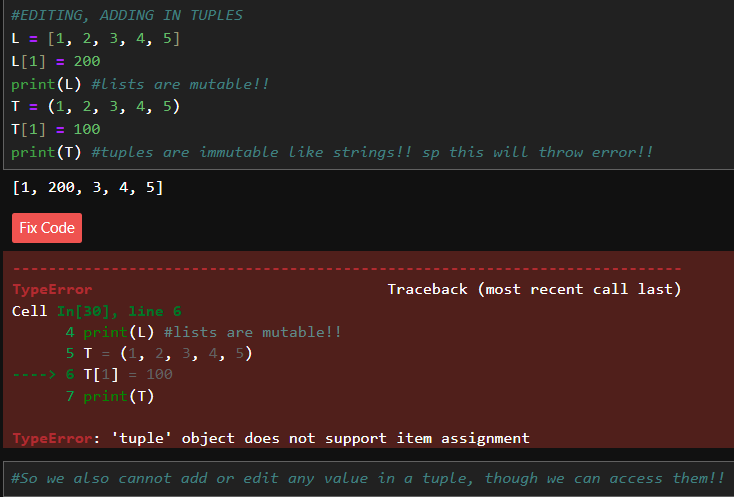 #EDITING, ADDING IN TUPLES
L = [1, 2, 3, 4, 5]
L[1] = 200
print(L) #lists are mutable!!
T = (1, 2, 3, 4, 5)
T[1] = 100
print(T) #tuples are immutable like strings!! sp this will throw error!!
[1, 200, 3, 4, 5]
Fix Code
---------------------------------------------------------------------------
TypeError                                 Traceback (most recent call last)
Cell In[30], line 6
      4 print(L) #lists are mutable!!
      5 T = (1, 2, 3, 4, 5)
----> 6 T[1] = 100
      7 print(T)
TypeError: 'tuple' object does not support item assignment
#So we also cannot add or edit any value in a tuple, though we can access them!!